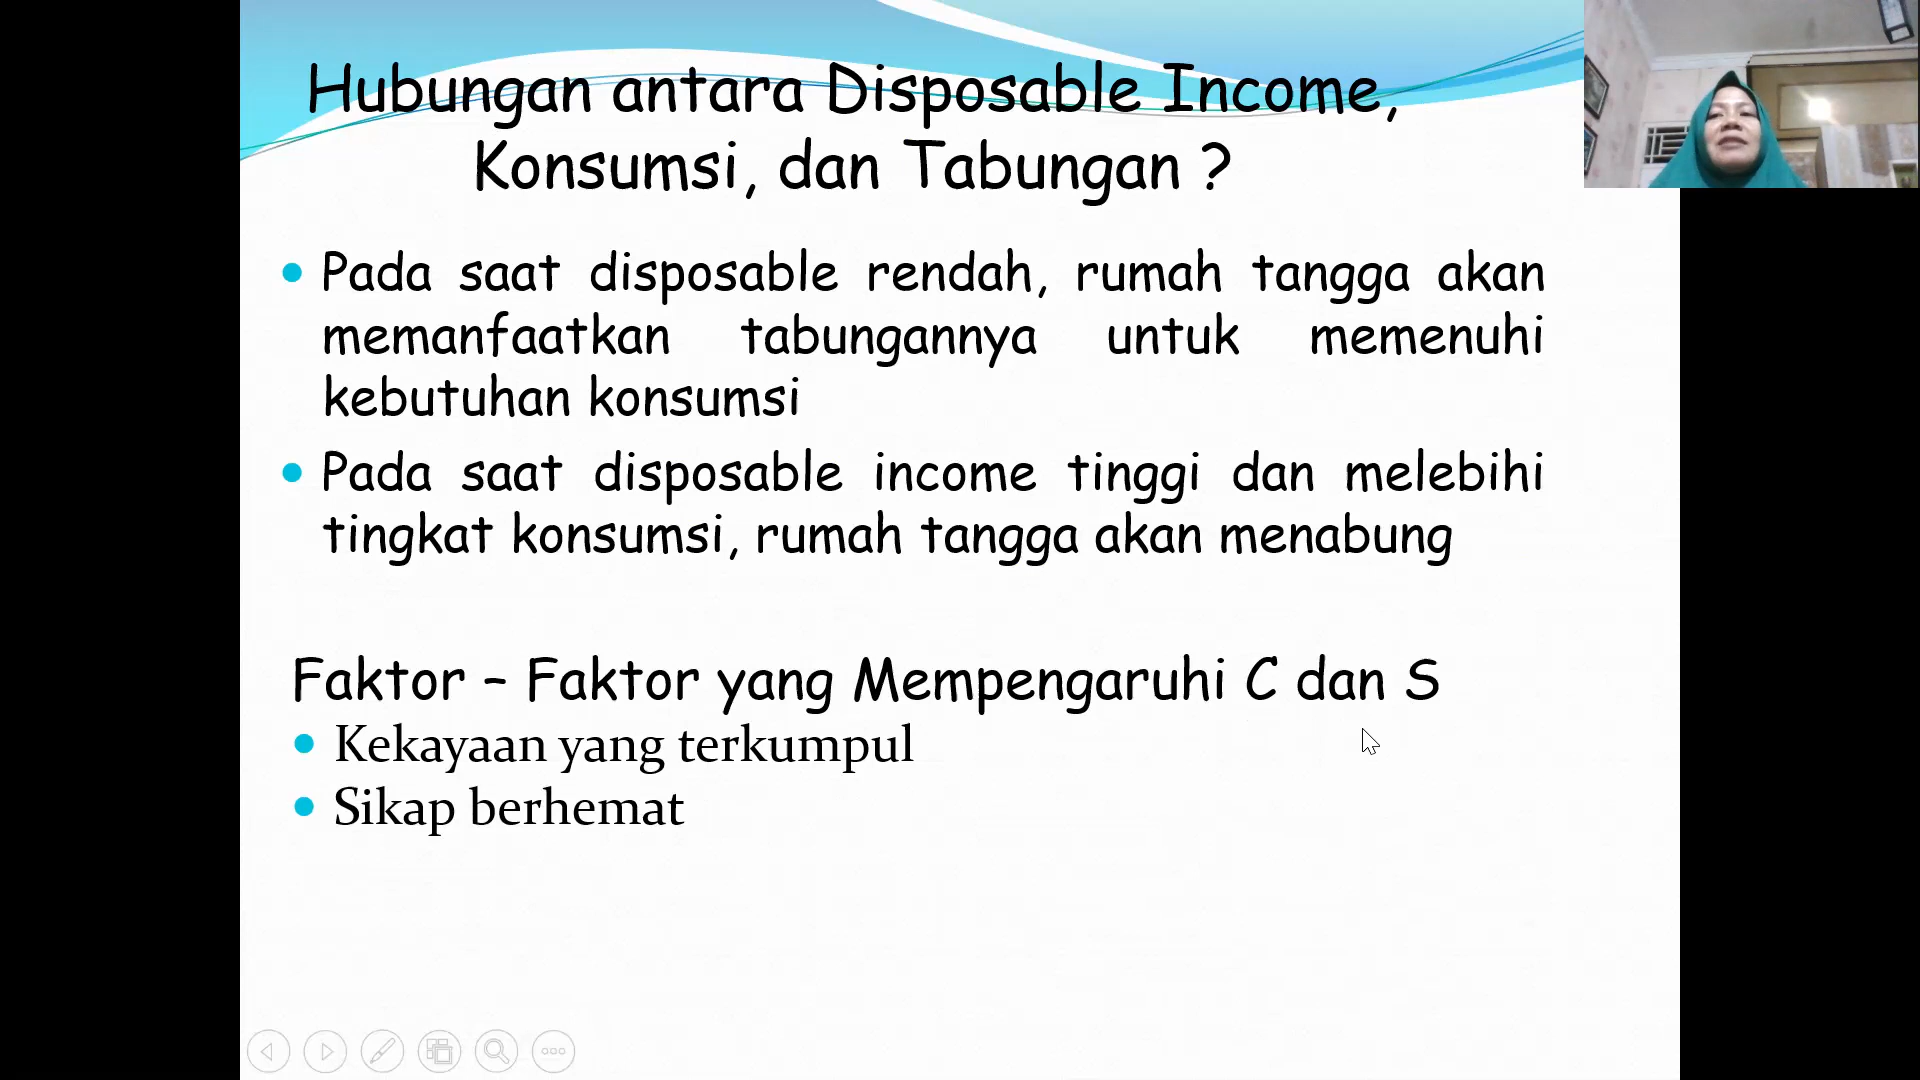 Hubungan antara Disposable Income,
Konsumsi, dan Tabungan ?
Pada saat disposable rendah, rumah tangga akan
memanfaatkan tabungannya untuk memenuhi
kebutuhan konsumsi
Pada saat disposable income tinggi dan melebihi
tingkat konsumsi, rumah tangga akan menabung
Faktor – Faktor yang Mempengaruhi C dan S
Kekayaan yang terkumpul
Sikap berhemat